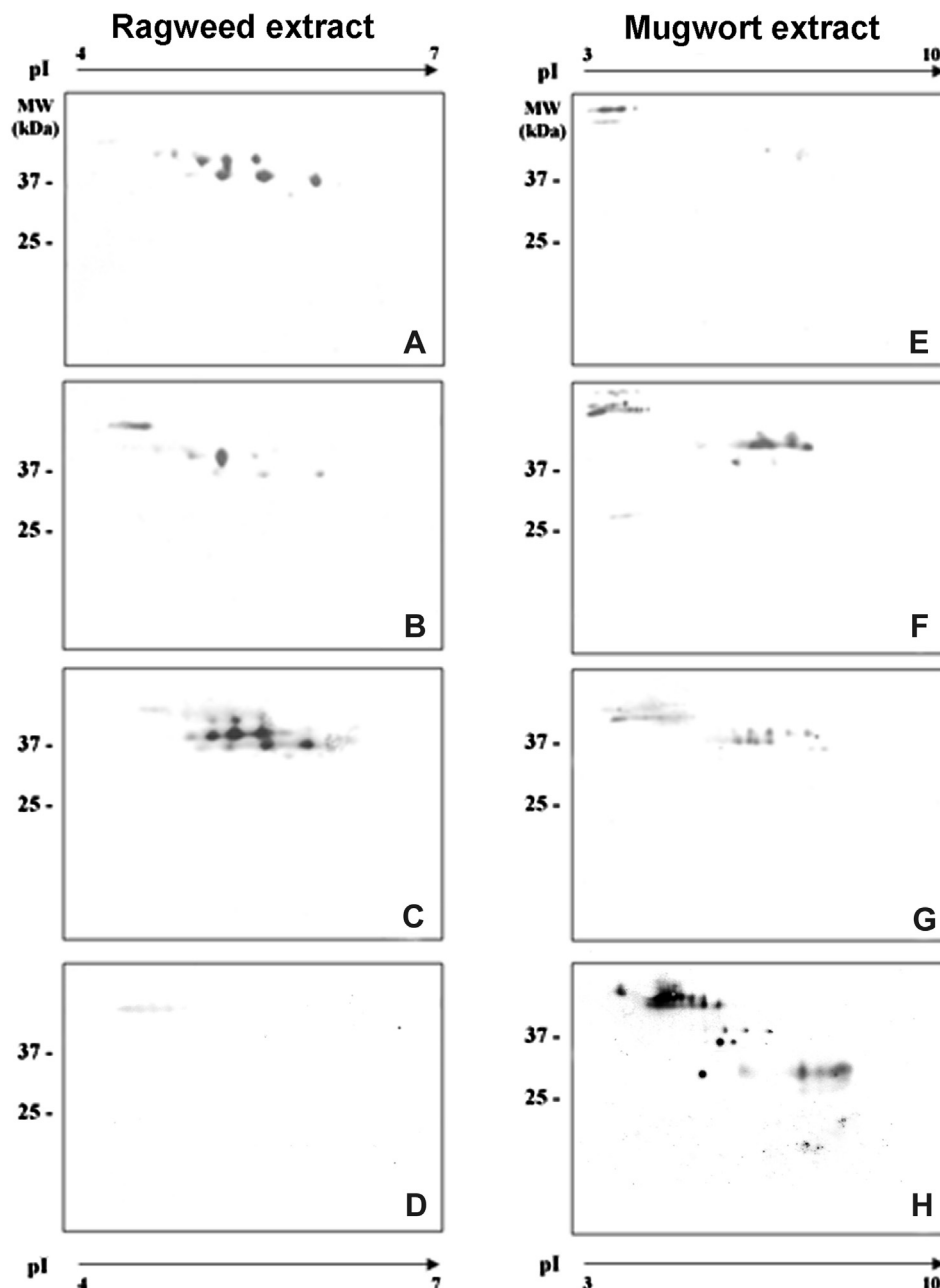 Ragweed extract Mugwort extract
4 7 3 10
pI pI
MW MW
(kDa) (kDa)
37 - 37 -
25 - 25 -
A E
37 - 37 -
25 - 25 -
B F
37 - 37 -
25 - 25 -
C G
37 - 37 -
25 - 25 -
D H
pI pI
4 7 3 10